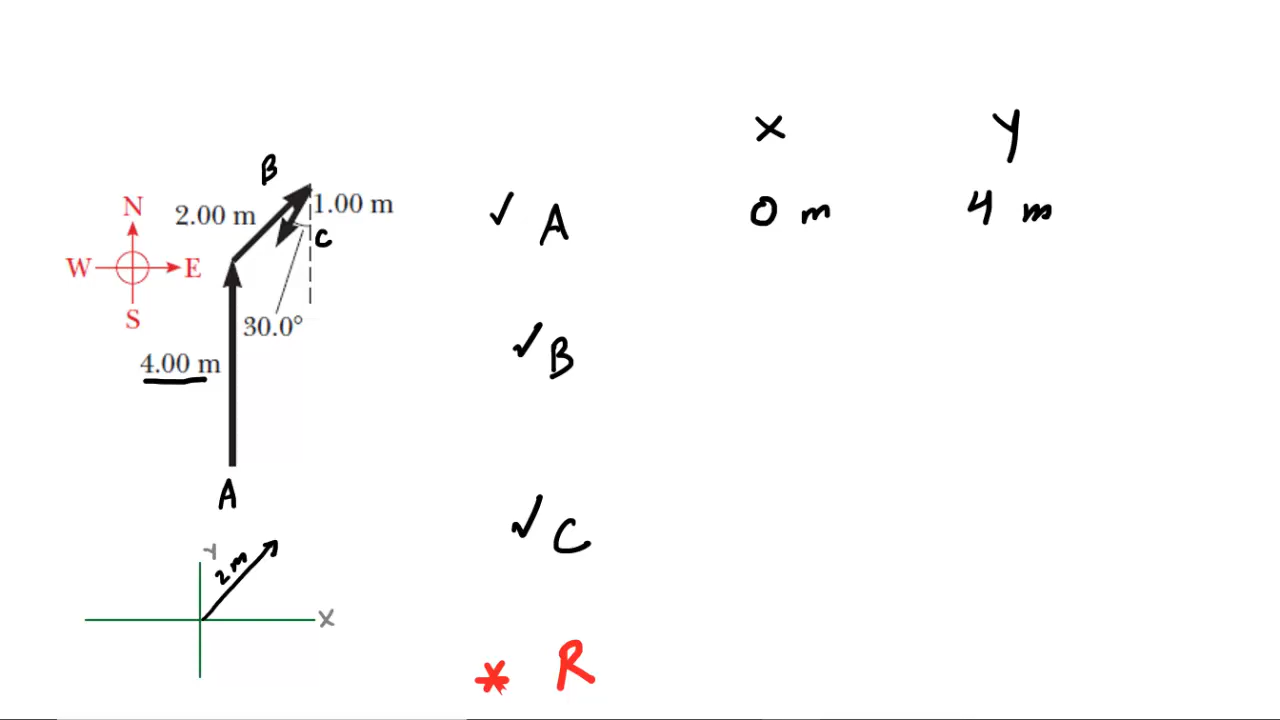 X Y
B
2.00 m 1.00 m
N
✓ A 0 m 4 m
C
W E
S
30.0°
✓ B
4.00 m
A
✓ C
Y
2 m
X
* R